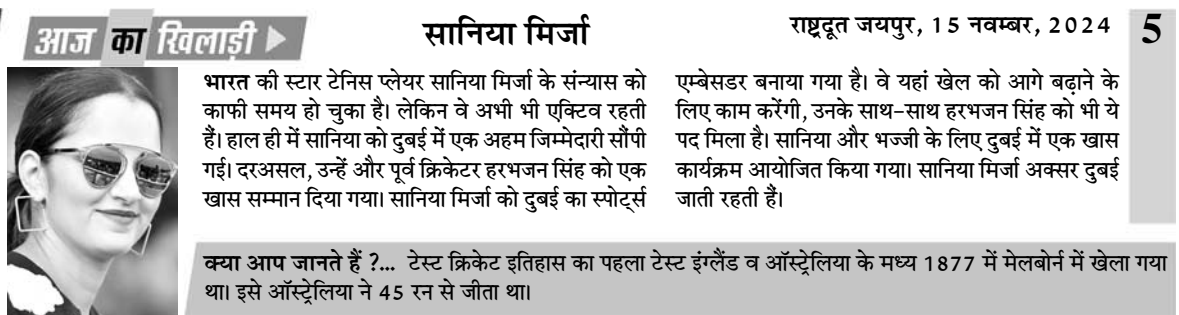 आज का खिलाड़ी
सानिया मिर्जा
राष्ट्रदूत जयपुर, 15 नवम्बर, 2024
5
भारत की स्टार टेनिस प्लेयर सानिया मिर्जा के संन्यास को
काफी समय हो चुका है। लेकिन वे अभी भी एक्टिव रहती
हैं। हाल ही में सानिया को दुबई में एक अहम जिम्मेदारी सौंपी
गई। दरअसल, उन्हें और पूर्व क्रिकेटर हरभजन सिंह को एक
खास सम्मान दिया गया। सानिया मिर्जा को दुबई का स्पोर्ट्स
एम्बेसडर बनाया गया है। वे यहां खेल को आगे बढ़ाने के
लिए काम करेंगी, उनके साथ-साथ हरभजन सिंह को भी ये
पद मिला है। सानिया और भज्जी के लिए दुबई में एक खास
कार्यक्रम आयोजित किया गया। सानिया मिर्जा अक्सर दुबई
जाती रहती हैं।
क्या आप जानते हैं ?... टेस्ट क्रिकेट इतिहास का पहला टेस्ट इंग्लैंड व ऑस्ट्रेलिया के मध्य 1877 में मेलबोर्न में खेला गया
था। इसे ऑस्ट्रेलिया ने 45 रन से जीता था।